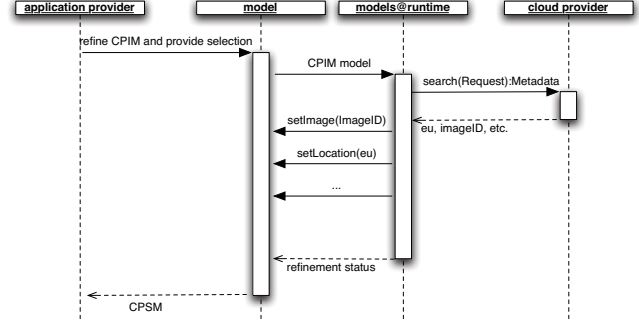 application provider
model
models@runtime
cloud provider
refine CPIM and provide selection
CPIM model
search(Request):Metadata
setImage(ImageID)
eu, imageID, etc.
setLocation(eu)
...
refinement status
CPSM